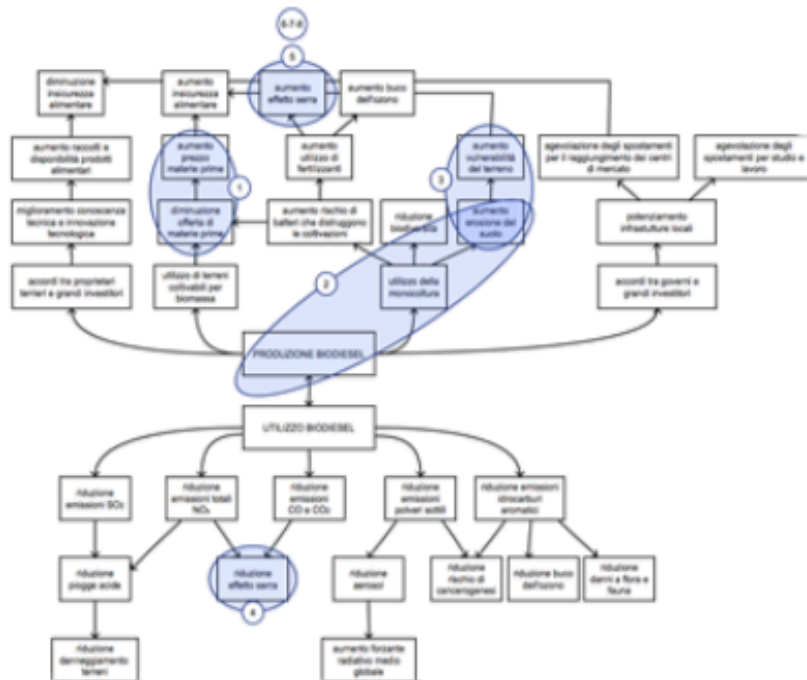 6-7-8
5
diminuzione
insicurezza
alimentare
aumento
insicurezza
alimentare
aumento
effetto serra
aumento buco
dell'ozono
aumento raccolti e
disponibilità prodotti
alimentari
aumento
prezzo
materie prime
aumento
utilizzo di
fertilizzanti
aumento
vulnerabilità
del terreno
agevolazione degli spostamenti
per il raggiungimento dei centri
di mercato
agevolazione degli
spostamenti per studio e
lavoro
1
3
miglioramento conoscenza
tecnica e innovazione
tecnologica
diminuzione
offerta di
materie prime
aumento rischio di
batteri che distruggono
le coltivazioni
riduzione
biodiversità
aumento
erosione del
suolo
potenziamento
infrastutture locali
accordi tra proprietari
terrieri e grandi investitori
utilizzo di terreni
coltivabili per
biomassa
2
utilizzo della
monocoltura
accordi tra governi e
grandi investitori
PRODUZIONE BIODIESEL
UTILIZZO BIODIESEL
riduzione
emissioni SO₂
riduzione
emissioni totali
NOₓ
riduzione
emissioni
CO e CO₂
riduzione
emissioni
polveri sottili
riduzione emissioni
idrocarburi
aromatici
riduzione
piogge acide
riduzione
effetto serra
riduzione
aerosol
riduzione
rischio di
cancerogenesi
riduzione buco
dell'ozono
riduzione
danni a flora e
fauna
4
riduzione
danneggiamento
terreni
aumento forzante
radiativo medio
globale